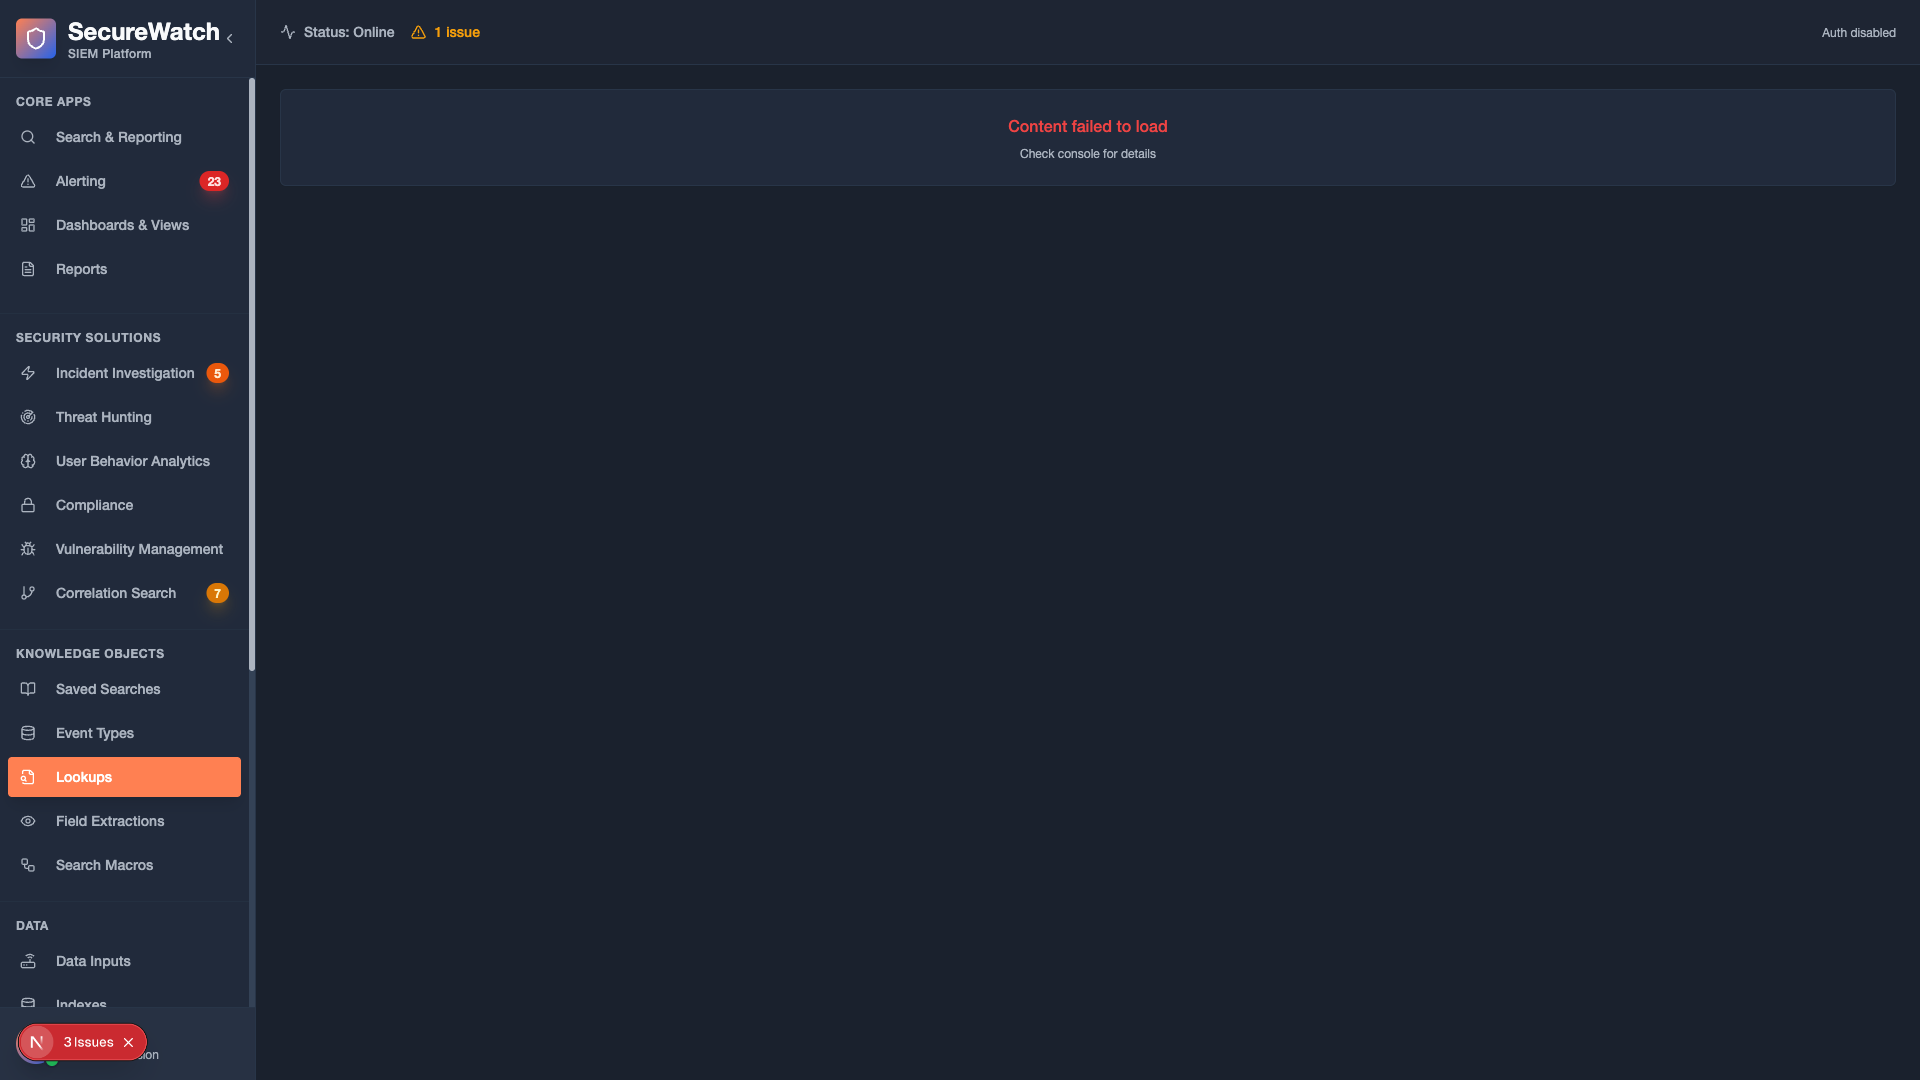 SecureWatch
SIEM Platform
Status: Online
1 issue
Auth disabled
CORE APPS
Search & Reporting
Alerting
23
Dashboards & Views
Reports
SECURITY SOLUTIONS
Incident Investigation
5
Threat Hunting
User Behavior Analytics
Compliance
Vulnerability Management
Correlation Search
7
KNOWLEDGE OBJECTS
Saved Searches
Event Types
Lookups
Field Extractions
Search Macros
DATA
Data Inputs
Indexes
N
3 Issues
Content failed to load
Check console for details